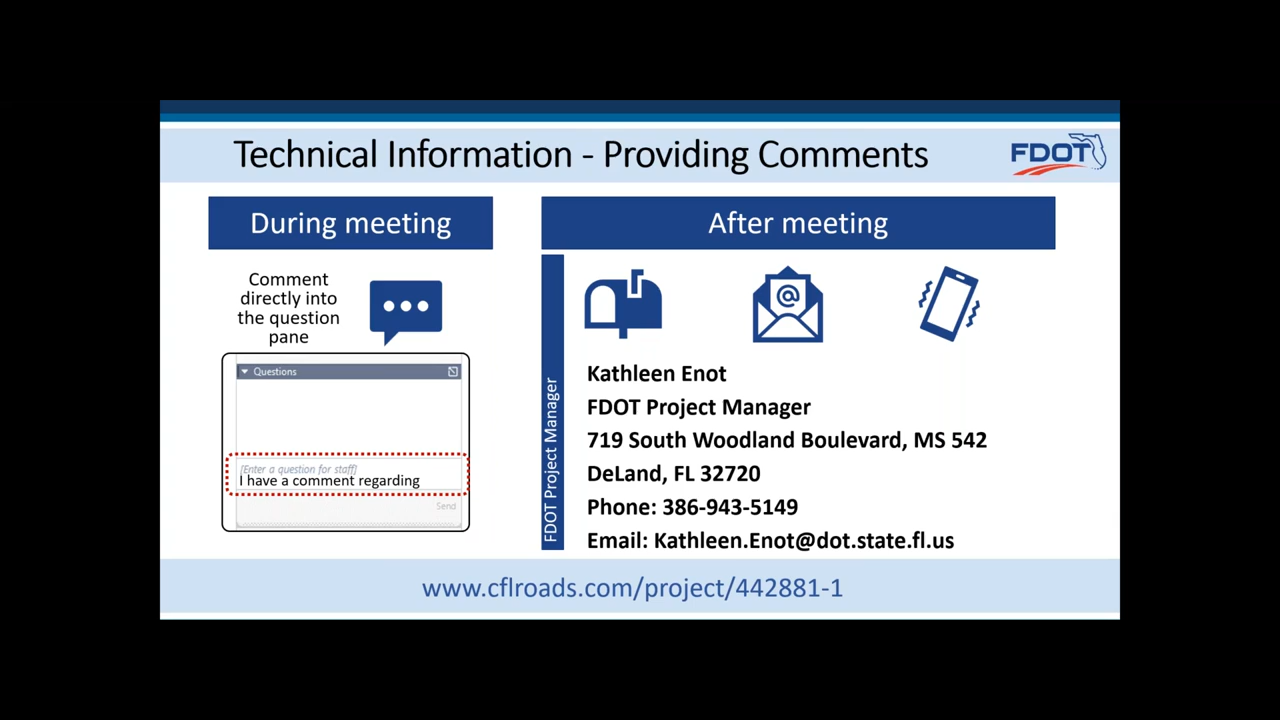 Technical Information - Providing Comments
FDOT
During meeting
Comment
directly into
the question
pane
Questions
[Enter a question for staff]
I have a comment regarding
Send
After meeting
@
FDOT Project Manager
Kathleen Enot
FDOT Project Manager
719 South Woodland Boulevard, MS 542
DeLand, FL 32720
Phone: 386-943-5149
Email: Kathleen.Enot@dot.state.fl.us
www.cflroads.com/project/442881-1